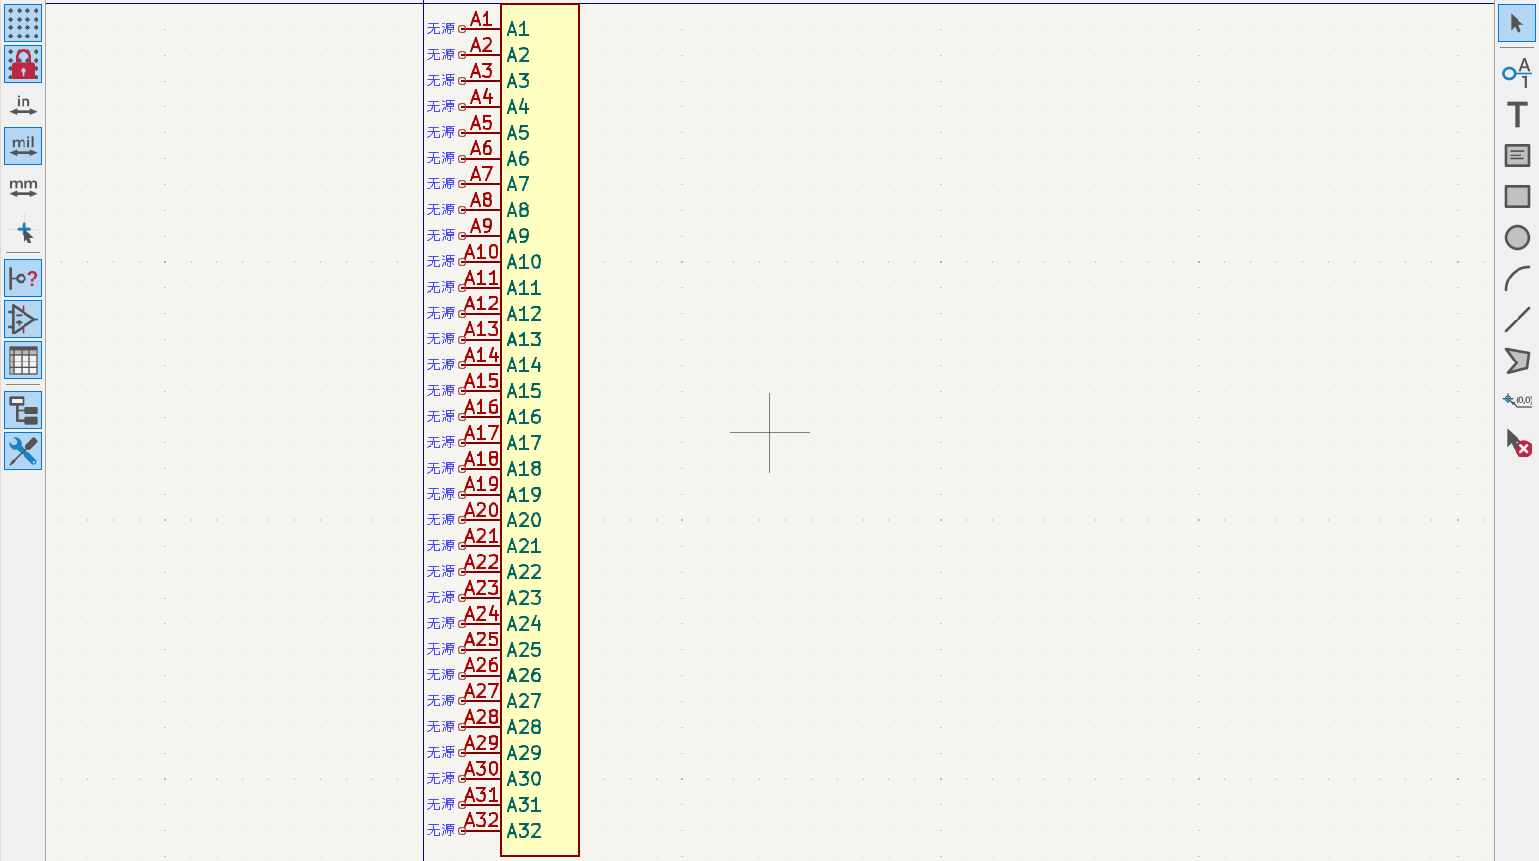 in
mil
mm
?
A
1
T
(0,0)
A1
无源 A1
A2
无源 A2
A3
无源 A3
A4
无源 A4
A5
无源 A5
A6
无源 A6
A7
无源 A7
A8
无源 A8
A9
无源 A9
A10
无源 A10
A11
无源 A11
A12
无源 A12
A13
无源 A13
A14
无源 A14
A15
无源 A15
A16
无源 A16
A17
无源 A17
A18
无源 A18
A19
无源 A19
A20
无源 A20
A21
无源 A21
A22
无源 A22
A23
无源 A23
A24
无源 A24
A25
无源 A25
A26
无源 A26
A27
无源 A27
A28
无源 A28
A29
无源 A29
A30
无源 A30
A31
无源 A31
A32
无源 A32